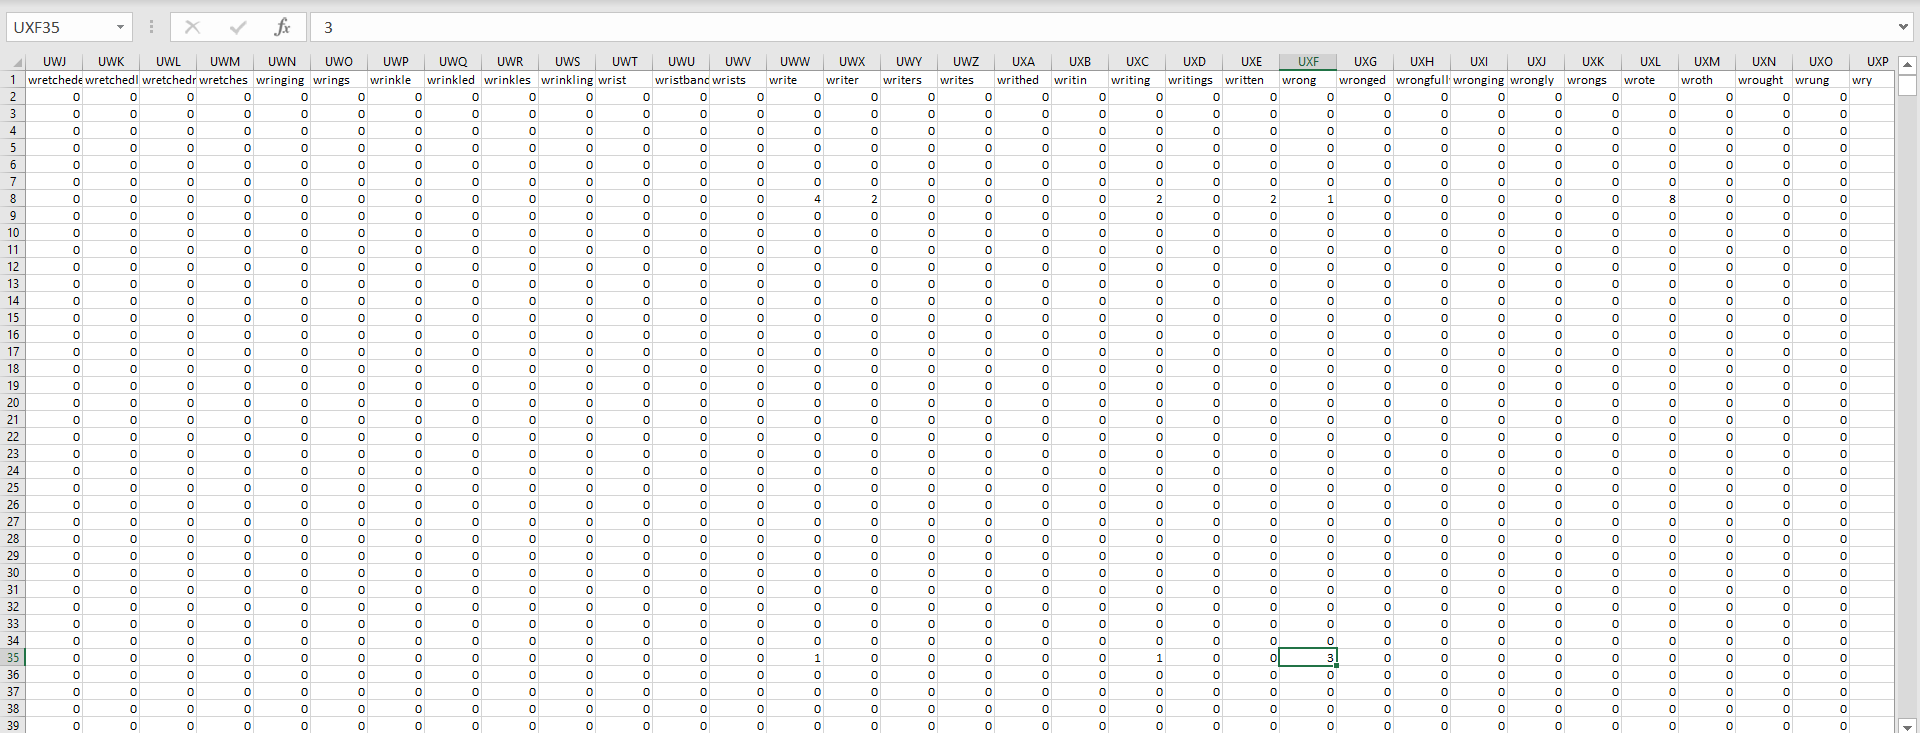 UXF35 fx 3
UWJ UWK UWL UWM UWN UWO UWP UWQ UWR UWS UWT UWU UWV UWW UWX UWY UWZ UXA UXB UXC UXD UXE UXF UXG UXH UXI UXJ UXK UXL UXM UXN UXO UXP
1 wretchede wretchedl wretchedr wretches wringing wrings wrinkle wrinkled wrinkles wrinkling wrist wristband wrists write writer writers writes writhed writin writing writings written wrong wronged wrongfull wronging wrongly wrongs wrote wroth wrought wrung wry
2 0 0 0 0 0 0 0 0 0 0 0 0 0 0 0 0 0 0 0 0 0 0 0 0 0 0 0 0 0 0 0 0
3 0 0 0 0 0 0 0 0 0 0 0 0 0 0 0 0 0 0 0 0 0 0 0 0 0 0 0 0 0 0 0 0
4 0 0 0 0 0 0 0 0 0 0 0 0 0 0 0 0 0 0 0 0 0 0 0 0 0 0 0 0 0 0 0 0
5 0 0 0 0 0 0 0 0 0 0 0 0 0 0 0 0 0 0 0 0 0 0 0 0 0 0 0 0 0 0 0 0
6 0 0 0 0 0 0 0 0 0 0 0 0 0 0 0 0 0 0 0 0 0 0 0 0 0 0 0 0 0 0 0 0
7 0 0 0 0 0 0 0 0 0 0 0 0 0 0 0 0 0 0 0 0 0 0 0 0 0 0 0 0 0 0 0 0
8 0 0 0 0 0 0 0 0 0 0 0 0 0 4 2 0 0 0 0 2 0 2 1 0 0 0 0 0 8 0 0 0
9 0 0 0 0 0 0 0 0 0 0 0 0 0 0 0 0 0 0 0 0 0 0 0 0 0 0 0 0 0 0 0 0
10 0 0 0 0 0 0 0 0 0 0 0 0 0 0 0 0 0 0 0 0 0 0 0 0 0 0 0 0 0 0 0 0
11 0 0 0 0 0 0 0 0 0 0 0 0 0 0 0 0 0 0 0 0 0 0 0 0 0 0 0 0 0 0 0 0
12 0 0 0 0 0 0 0 0 0 0 0 0 0 0 0 0 0 0 0 0 0 0 0 0 0 0 0 0 0 0 0 0
13 0 0 0 0 0 0 0 0 0 0 0 0 0 0 0 0 0 0 0 0 0 0 0 0 0 0 0 0 0 0 0 0
14 0 0 0 0 0 0 0 0 0 0 0 0 0 0 0 0 0 0 0 0 0 0 0 0 0 0 0 0 0 0 0 0
15 0 0 0 0 0 0 0 0 0 0 0 0 0 0 0 0 0 0 0 0 0 0 0 0 0 0 0 0 0 0 0 0
16 0 0 0 0 0 0 0 0 0 0 0 0 0 0 0 0 0 0 0 0 0 0 0 0 0 0 0 0 0 0 0 0
17 0 0 0 0 0 0 0 0 0 0 0 0 0 0 0 0 0 0 0 0 0 0 0 0 0 0 0 0 0 0 0 0
18 0 0 0 0 0 0 0 0 0 0 0 0 0 0 0 0 0 0 0 0 0 0 0 0 0 0 0 0 0 0 0 0
19 0 0 0 0 0 0 0 0 0 0 0 0 0 0 0 0 0 0 0 0 0 0 0 0 0 0 0 0 0 0 0 0
20 0 0 0 0 0 0 0 0 0 0 0 0 0 0 0 0 0 0 0 0 0 0 0 0 0 0 0 0 0 0 0 0
21 0 0 0 0 0 0 0 0 0 0 0 0 0 0 0 0 0 0 0 0 0 0 0 0 0 0 0 0 0 0 0 0
22 0 0 0 0 0 0 0 0 0 0 0 0 0 0 0 0 0 0 0 0 0 0 0 0 0 0 0 0 0 0 0 0
23 0 0 0 0 0 0 0 0 0 0 0 0 0 0 0 0 0 0 0 0 0 0 0 0 0 0 0 0 0 0 0 0
24 0 0 0 0 0 0 0 0 0 0 0 0 0 0 0 0 0 0 0 0 0 0 0 0 0 0 0 0 0 0 0 0
25 0 0 0 0 0 0 0 0 0 0 0 0 0 0 0 0 0 0 0 0 0 0 0 0 0 0 0 0 0 0 0 0
26 0 0 0 0 0 0 0 0 0 0 0 0 0 0 0 0 0 0 0 0 0 0 0 0 0 0 0 0 0 0 0 0
27 0 0 0 0 0 0 0 0 0 0 0 0 0 0 0 0 0 0 0 0 0 0 0 0 0 0 0 0 0 0 0 0
28 0 0 0 0 0 0 0 0 0 0 0 0 0 0 0 0 0 0 0 0 0 0 0 0 0 0 0 0 0 0 0 0
29 0 0 0 0 0 0 0 0 0 0 0 0 0 0 0 0 0 0 0 0 0 0 0 0 0 0 0 0 0 0 0 0
30 0 0 0 0 0 0 0 0 0 0 0 0 0 0 0 0 0 0 0 0 0 0 0 0 0 0 0 0 0 0 0 0
31 0 0 0 0 0 0 0 0 0 0 0 0 0 0 0 0 0 0 0 0 0 0 0 0 0 0 0 0 0 0 0 0
32 0 0 0 0 0 0 0 0 0 0 0 0 0 0 0 0 0 0 0 0 0 0 0 0 0 0 0 0 0 0 0 0
33 0 0 0 0 0 0 0 0 0 0 0 0 0 0 0 0 0 0 0 0 0 0 0 0 0 0 0 0 0 0 0 0
34 0 0 0 0 0 0 0 0 0 0 0 0 0 0 0 0 0 0 0 0 0 0 0 0 0 0 0 0 0 0 0 0
35 0 0 0 0 0 0 0 0 0 0 0 0 0 1 0 0 0 0 0 1 0 0 3 0 0 0 0 0 0 0 0 0
36 0 0 0 0 0 0 0 0 0 0 0 0 0 0 0 0 0 0 0 0 0 0 0 0 0 0 0 0 0 0 0 0
37 0 0 0 0 0 0 0 0 0 0 0 0 0 0 0 0 0 0 0 0 0 0 0 0 0 0 0 0 0 0 0 0
38 0 0 0 0 0 0 0 0 0 0 0 0 0 0 0 0 0 0 0 0 0 0 0 0 0 0 0 0 0 0 0 0
39 0 0 0 0 0 0 0 0 0 0 0 0 0 0 0 0 0 0 0 0 0 0 0 0 0 0 0 0 0 0 0 0